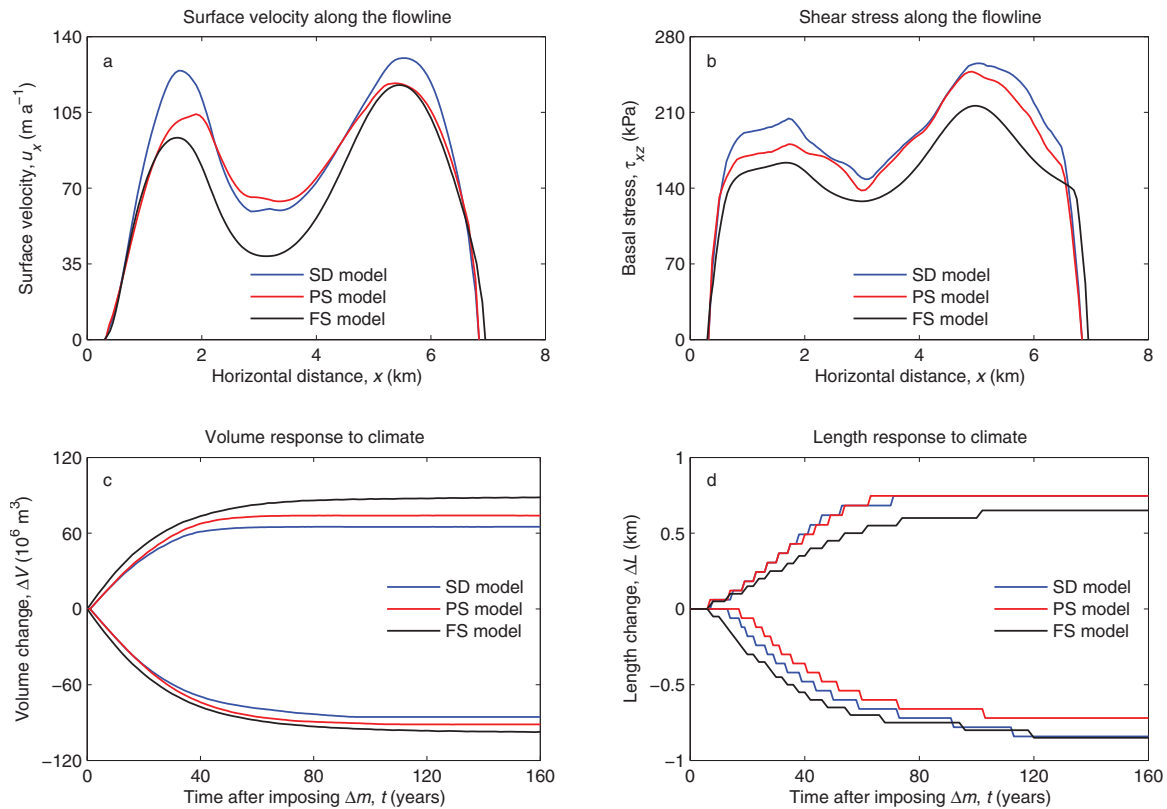 Surface velocity along the flowline
a
Surface velocity, u_x (m a⁻¹)
140
105
70
35
0
SD model
PS model
FS model
0 2 4 6 8
Horizontal distance, x (km)
Shear stress along the flowline
b
Basal stress, τ_xz (kPa)
280
210
140
70
0
SD model
PS model
FS model
0 2 4 6 8
Horizontal distance, x (km)
Volume response to climate
c
Volume change, ΔV (10⁶ m³)
120
60
0
−60
−120
SD model
PS model
FS model
0 40 80 120 160
Time after imposing Δm, t (years)
Length response to climate
d
Length change, ΔL (km)
1
0.5
0
−0.5
−1
SD model
PS model
FS model
0 40 80 120 160
Time after imposing Δm, t (years)